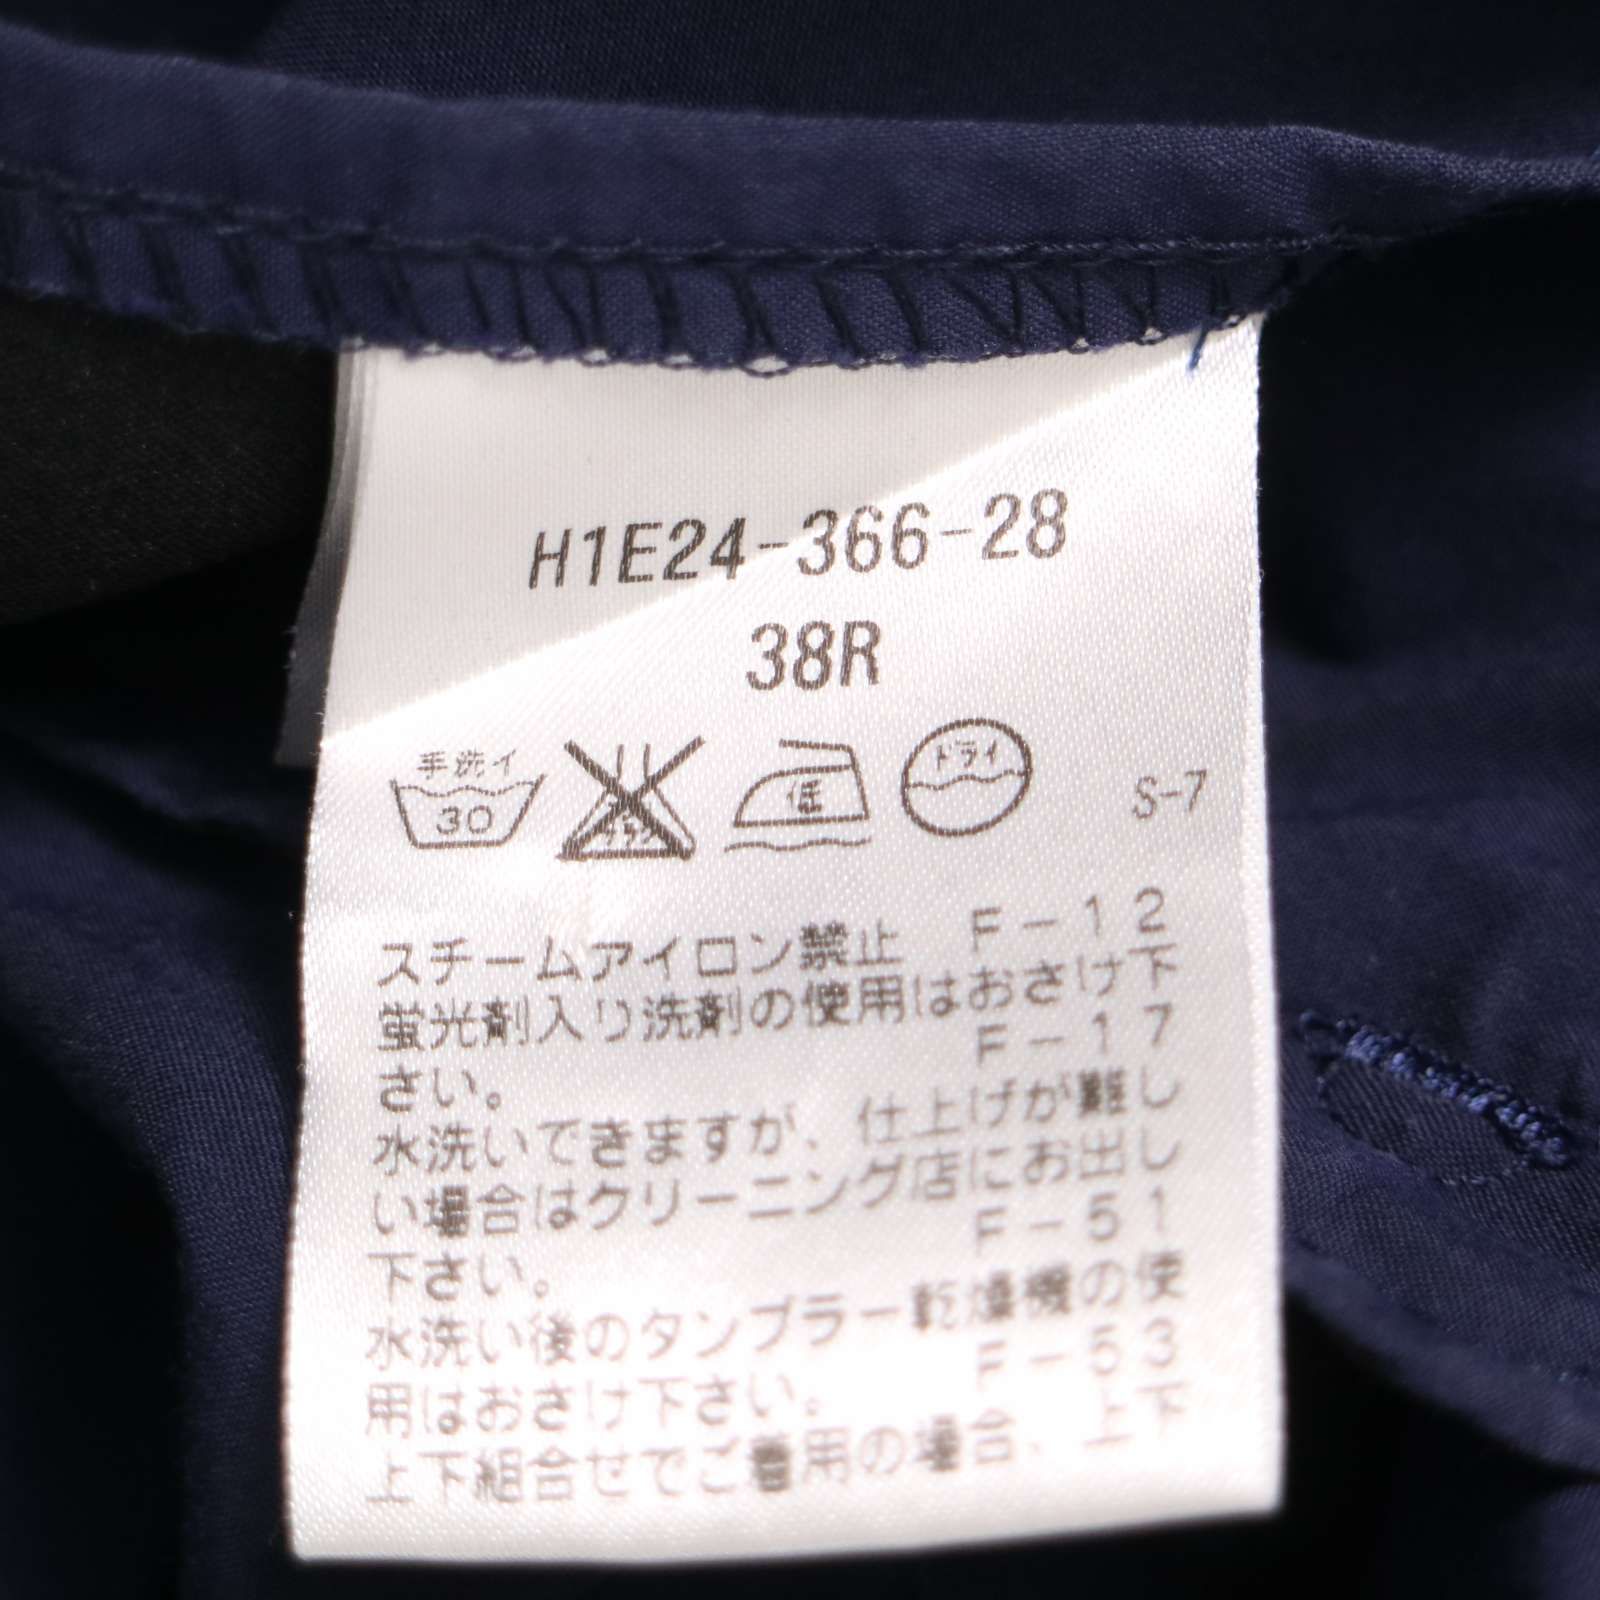 H1E24-366-28
38R
手洗イ
30
ドライ
S-7
スチームアイロン禁止 F-12
蛍光剤入り洗剤の使用はおさけ下
さい。 F-17
水洗いできますが、仕上げが難し
い場合はクリーニング店にお出し
下さい。 F-51
水洗い後のタンブラー乾燥機の使
用はおさけ下さい。 F-53
上下組合せでご着用の場合、上下